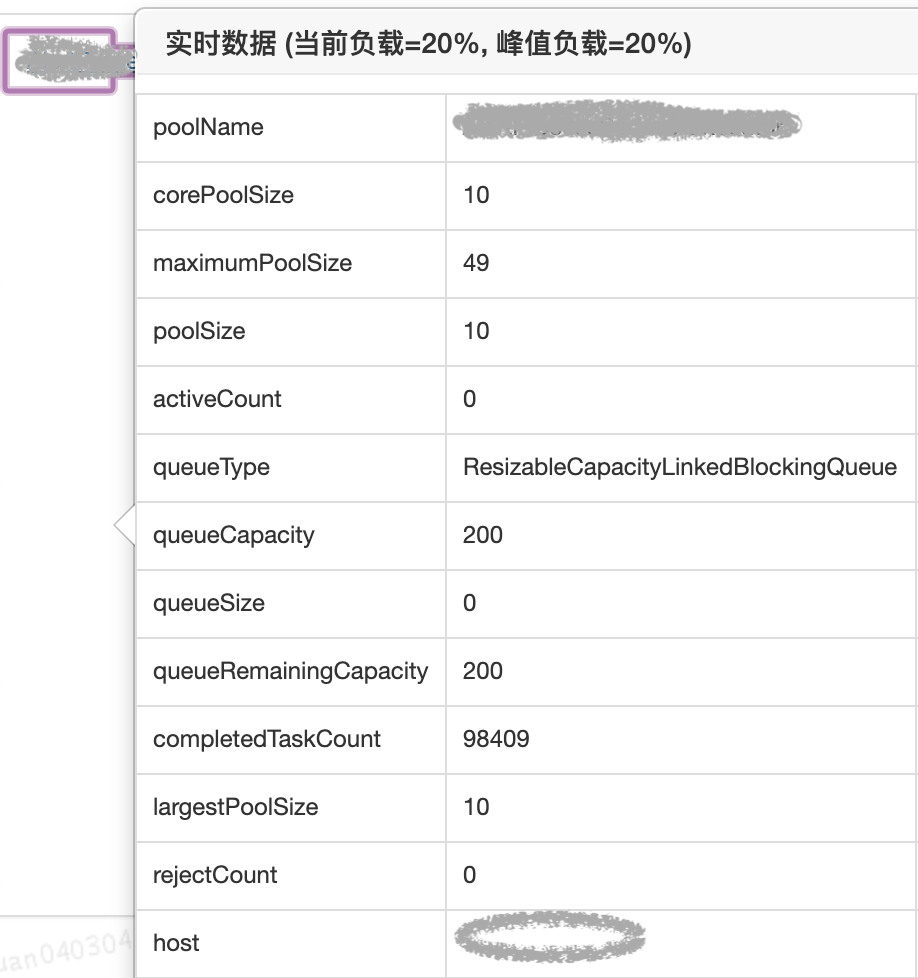 实时数据 (当前负载=20%, 峰值负载=20%)
poolName
corePoolSize 10
maximumPoolSize 49
poolSize 10
activeCount 0
queueType ResizableCapacityLinkedBlockingQueue
queueCapacity 200
queueSize 0
queueRemainingCapacity 200
completedTaskCount 98409
largestPoolSize 10
rejectCount 0
host
uan040304